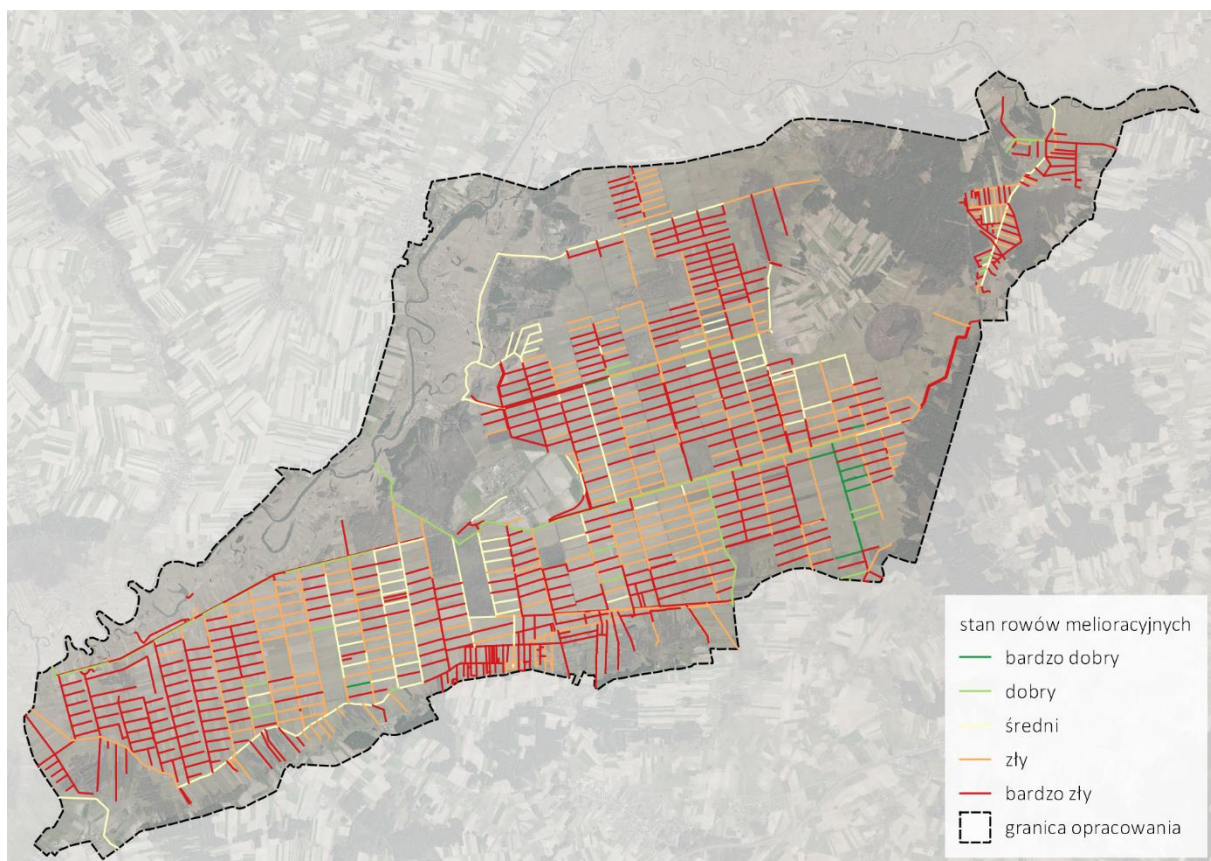 stan rowów melioracyjnych
bardzo dobry
dobry
średni
zły
bardzo zły
granica opracowania